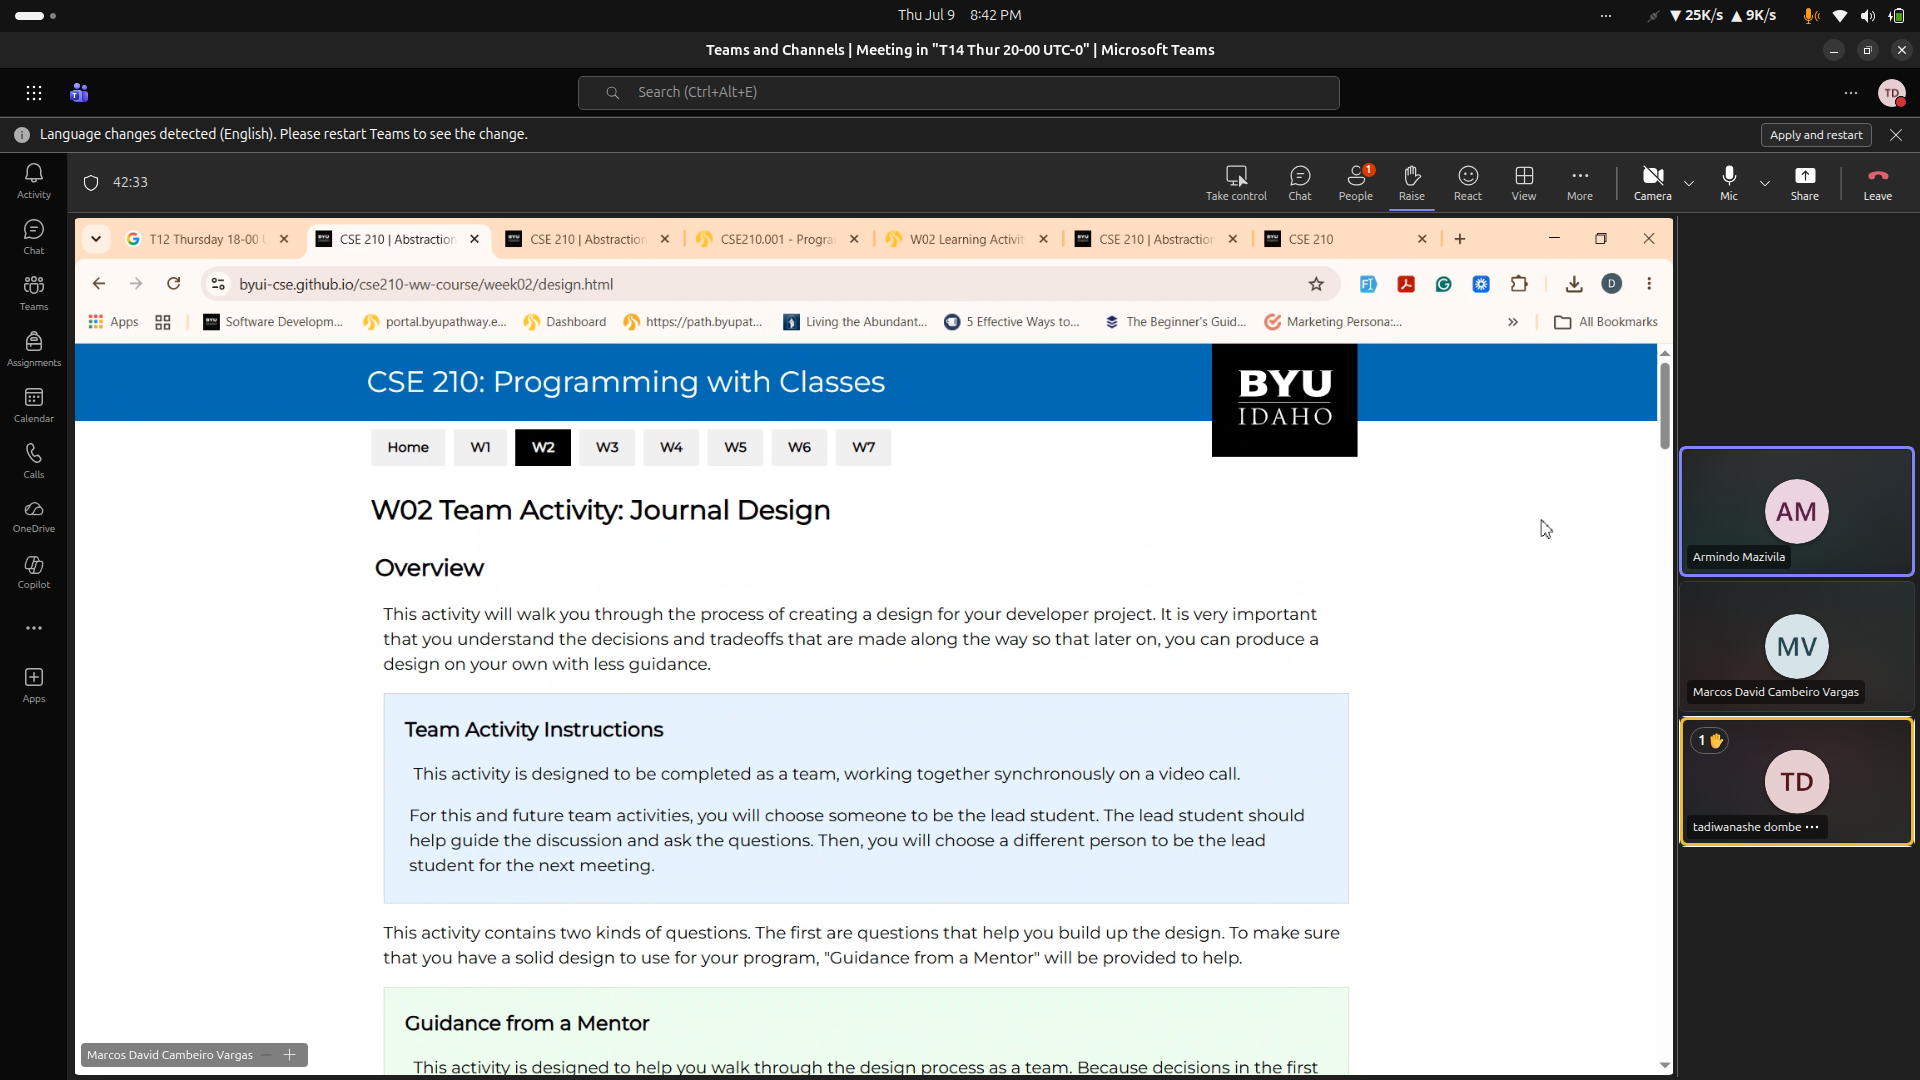 Thu Jul 9 8:42 PM
25K/s 9K/s
Teams and Channels | Meeting in "T14 Thur 20-00 UTC-0" | Microsoft Teams
Search (Ctrl+Alt+E)
TD
Language changes detected (English). Please restart Teams to see the change.
Apply and restart
Activity
Chat
Teams
Assignments
Calendar
Calls
OneDrive
Copilot
Apps
42:33
Take control
Chat
1
People
Raise
React
View
More
Camera
Mic
Share
Leave
T12 Thursday 18-00
CSE 210 | Abstraction
CSE 210 | Abstraction
CSE210.001 - Progra
W02 Learning Activit
CSE 210 | Abstraction
CSE 210
byui-cse.github.io/cse210-ww-course/week02/design.html
D
Apps
Software Developm...
portal.byupathway.e...
Dashboard
https://path.byupat...
Living the Abundant...
5 Effective Ways to...
The Beginner's Guid...
Marketing Persona:...
All Bookmarks
CSE 210: Programming with Classes
BYU
IDAHO
Home W1 W2 W3 W4 W5 W6 W7
W02 Team Activity: Journal Design
Overview
This activity will walk you through the process of creating a design for your developer project. It is very important
that you understand the decisions and tradeoffs that are made along the way so that later on, you can produce a
design on your own with less guidance.
Team Activity Instructions
This activity is designed to be completed as a team, working together synchronously on a video call.
For this and future team activities, you will choose someone to be the lead student. The lead student should
help guide the discussion and ask the questions. Then, you will choose a different person to be the lead
student for the next meeting.
This activity contains two kinds of questions. The first are questions that help you build up the design. To make sure
that you have a solid design to use for your program, "Guidance from a Mentor" will be provided to help.
Guidance from a Mentor
This activity is designed to help you walk through the design process as a team. Because decisions in the first
Marcos David Cambeiro Vargas
AM
Armindo Mazivila
MV
Marcos David Cambeiro Vargas
1
TD
tadiwanashe dombe